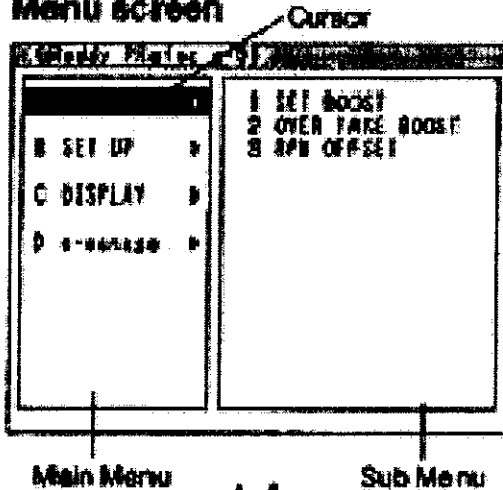 Menu screen
Cursor
1 SET BOOST
2 OVER TAKE BOOST
3 RPM OFFSET
B SET UP
C DISPLAY
D e-manage
Main Menu
Sub Menu